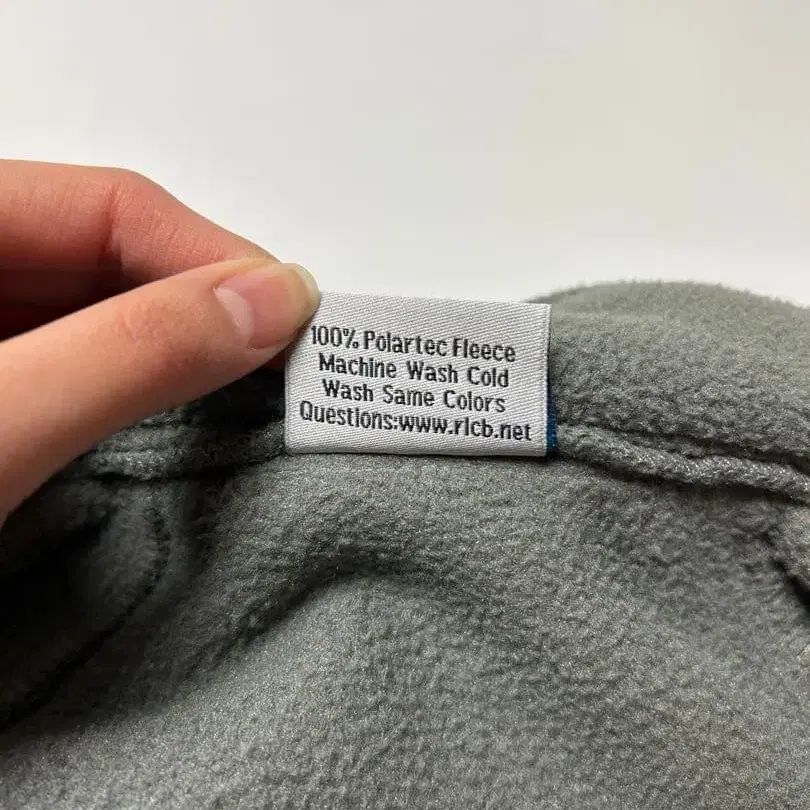 100% Polartec Fleece
Machine Wash Cold
Wash Same Colors
Questions:www.rlcb.net